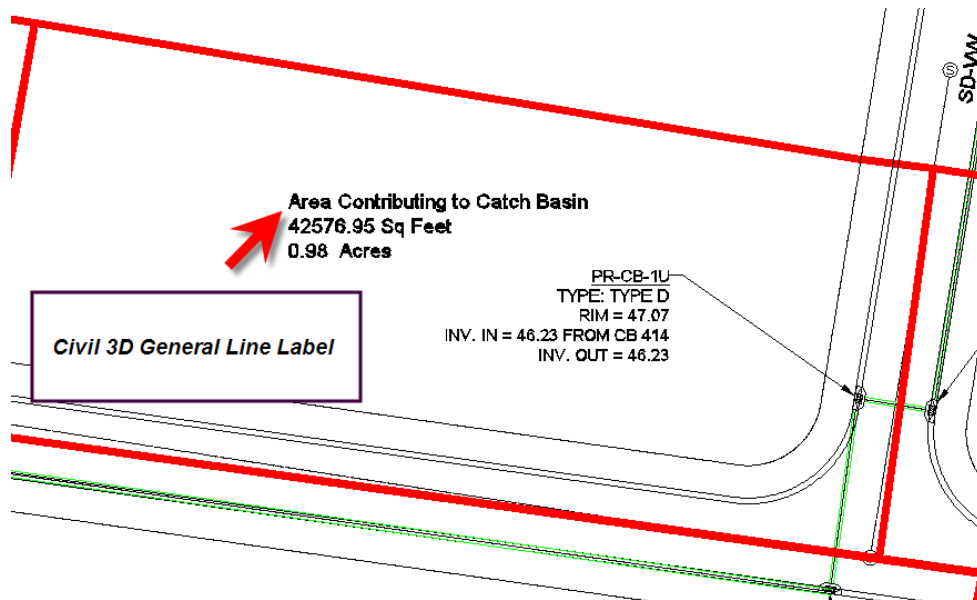 SD-VW
S
Area Contributing to Catch Basin
42576.95 Sq Feet
0.98 Acres
PR-CB-1U
TYPE: TYPE D
RIM = 47.07
INV. IN = 46.23 FROM CB 414
INV. OUT = 46.23
Civil 3D General Line Label